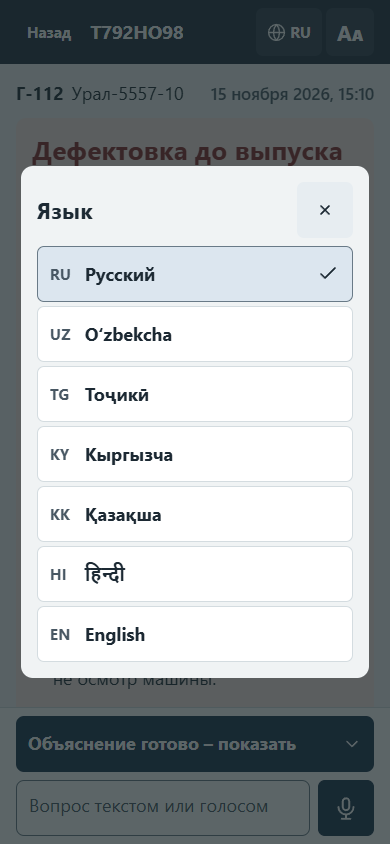 Назад T792HO98 RU Aᴀ
Г-112 Урал-5557-10 15 ноября 2026, 15:10
Дефектовка до выпуска
Язык
RU Русский
UZ Oʻzbekcha
TG Тоҷикӣ
KY Кыргызча
KK Қазақша
HI हिन्दी
EN English
не осмотр машины.
Объяснение готово – показать
Вопрос текстом или голосом